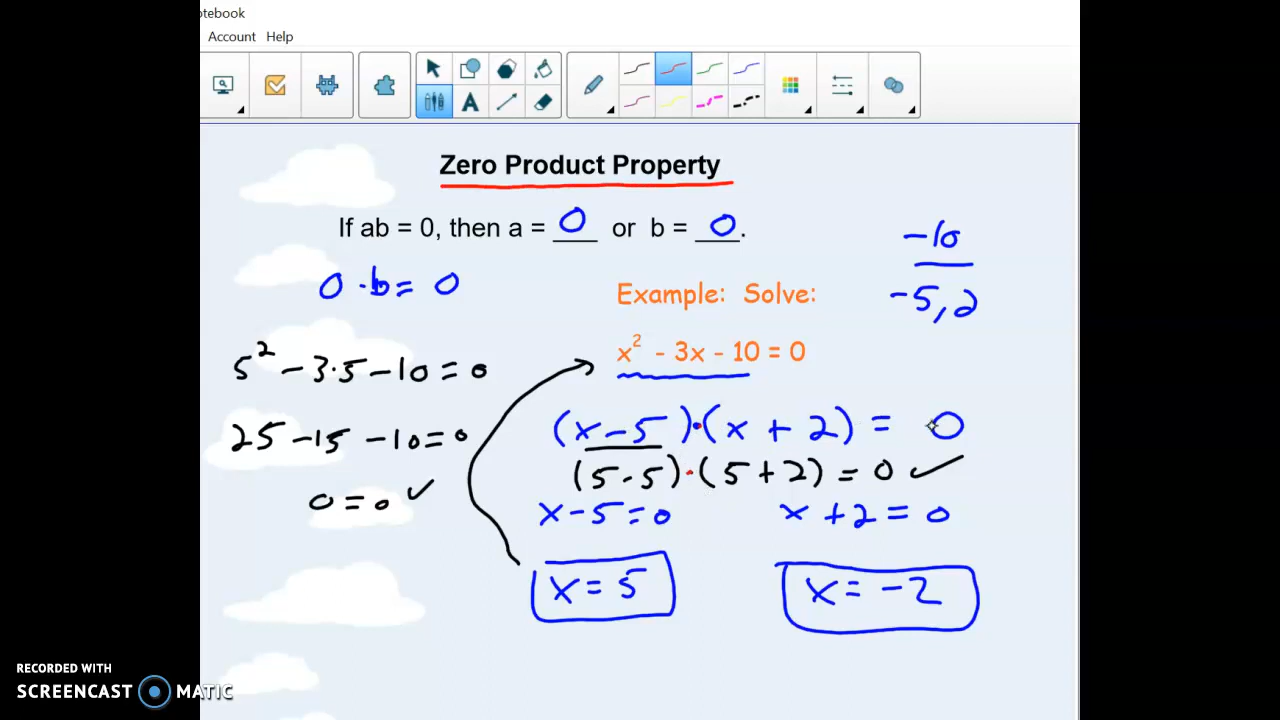 otebook
Account Help
A
Zero Product Property
If ab = 0, then a = 0 or b = 0.
0 · b = 0
-10
-5, 2
Example: Solve:
x² - 3x - 10 = 0
5² - 3·5 - 10 = 0
25 - 15 - 10 = 0
0 = 0 ✓
(x - 5)·(x + 2) = 0
(5 - 5)·(5 + 2) = 0 ✓
x - 5 = 0 x + 2 = 0
x = 5 x = -2
RECORDED WITH
SCREENCAST MATIC